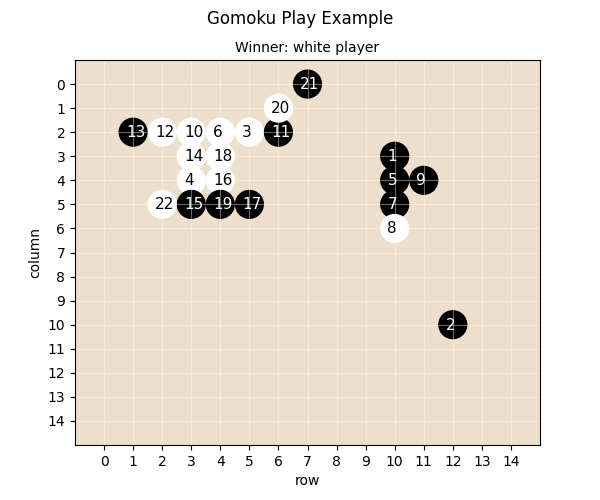 Gomoku Play Example
Winner: white player
0 21
1 20
2 13 12 10 6 3 11
3 14 18 1
4 4 16 5 9
5 22 15 19 17 7
6 8
7
8
9
10 2
11
12
13
14
column
0 1 2 3 4 5 6 7 8 9 10 11 12 13 14
row